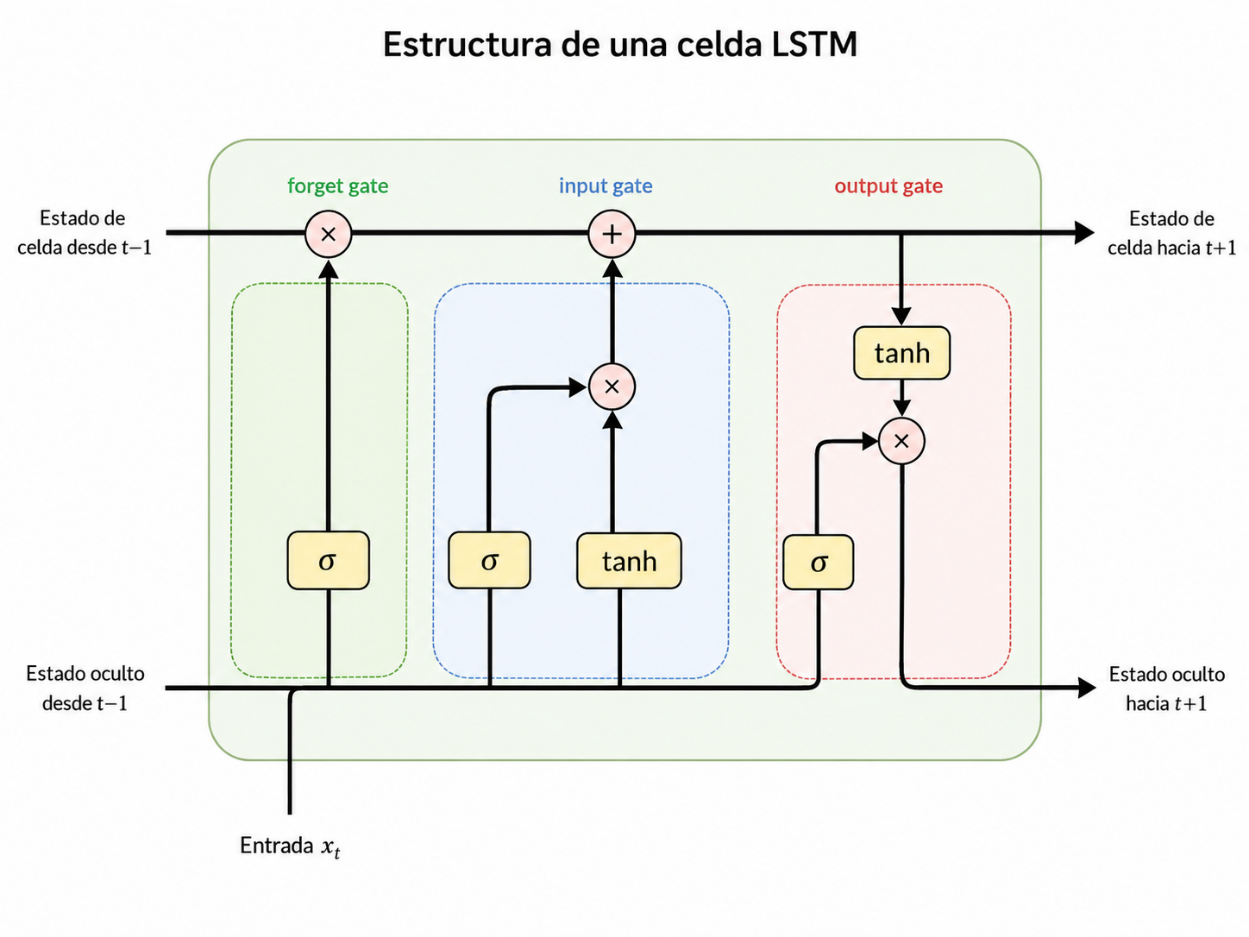 Estructura de una celda LSTM
forget gate
input gate
output gate
Estado de
celda desde t−1
×
+
Estado de
celda hacia t+1
tanh
×
×
σ
σ
tanh
σ
Estado oculto
desde t−1
Estado oculto
hacia t+1
Entrada xₜ